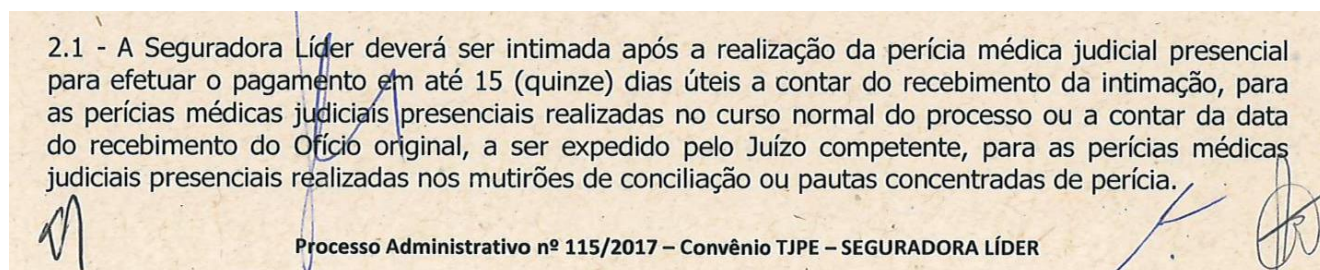 2.1 - A Seguradora Líder deverá ser intimada após a realização da perícia médica judicial presencial
para efetuar o pagamento em até 15 (quinze) dias úteis a contar do recebimento da intimação, para
as perícias médicas judiciais presenciais realizadas no curso normal do processo ou a contar da data
do recebimento do Ofício original, a ser expedido pelo Juízo competente, para as perícias médicas
judiciais presenciais realizadas nos mutirões de conciliação ou pautas concentradas de perícia.
Processo Administrativo nº 115/2017 – Convênio TJPE – SEGURADORA LÍDER